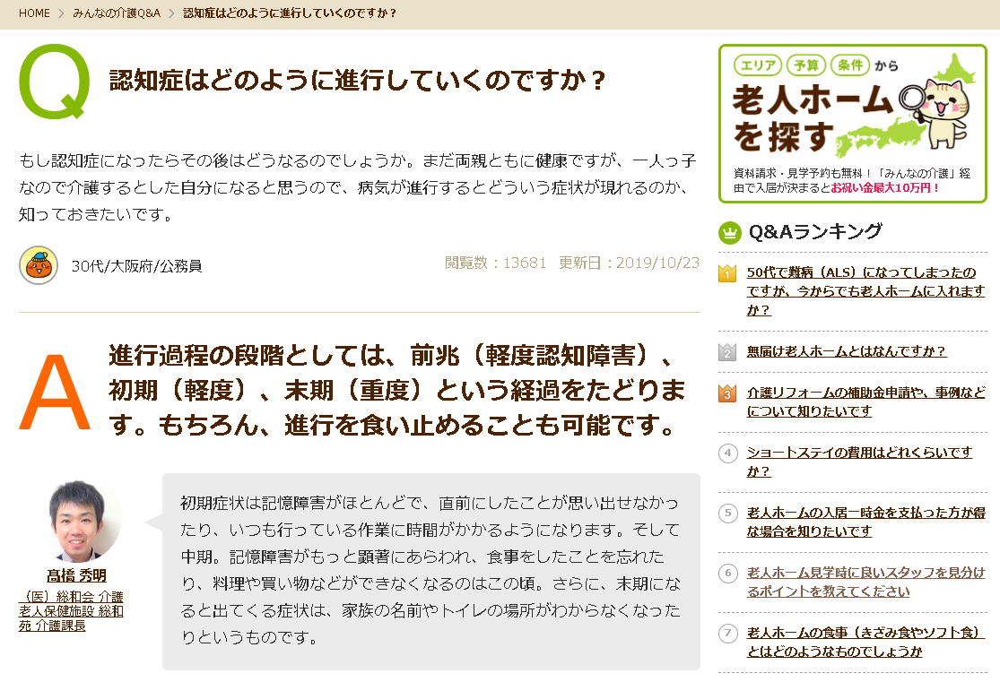 HOME
みんなの介護Q&A
認知症はどのように進行していくのですか？
Q
認知症はどのように進行していくのですか？
もし認知症になったらその後はどうなるのでしょうか。まだ両親ともに健康ですが、一人っ子
なので介護するとした自分になると思うので、病気が進行するとどういう症状が現れるのか、
知っておきたいです。
30代/大阪府/公務員
閲覧数：13681 更新日：2019/10/23
A
進行過程の段階としては、前兆（軽度認知障害）、
初期（軽度）、末期（重度）という経過をたどりま
す。もちろん、進行を食い止めることも可能です。
髙橋 秀明
（医）総和会 介護
老人保健施設 総和
苑 介護課長
初期症状は記憶障害がほとんどで、直前にしたことが思い出せなかっ
たり、いつも行っている作業に時間がかかるようになります。そして
中期。記憶障害がもっと顕著にあらわれ、食事をしたことを忘れた
り、料理や買い物などができなくなるのはこの頃。さらに、末期にな
ると出てくる症状は、家族の名前やトイレの場所がわからなくなった
りというものです。
エリア 予算 条件 から
老人ホーム
を探す
資料請求・見学予約も無料！「みんなの介護」経
由で入居が決まるとお祝い金最大10万円！
Q&Aランキング
1 50代で難病（ALS）になってしまったの
ですが、今からでも老人ホームに入れます
か？
2 無届け老人ホームとはなんですか？
3 介護リフォームの補助金申請や、事例など
について知りたいです
4 ショートステイの費用はどれくらいです
か？
5 老人ホームの入居一時金を支払った方が得
な場合を知りたいです
6 老人ホーム見学時に良いスタッフを見分け
るポイントを教えてください
7 老人ホームの食事（きざみ食やソフト食）
とはどのようなものでしょうか